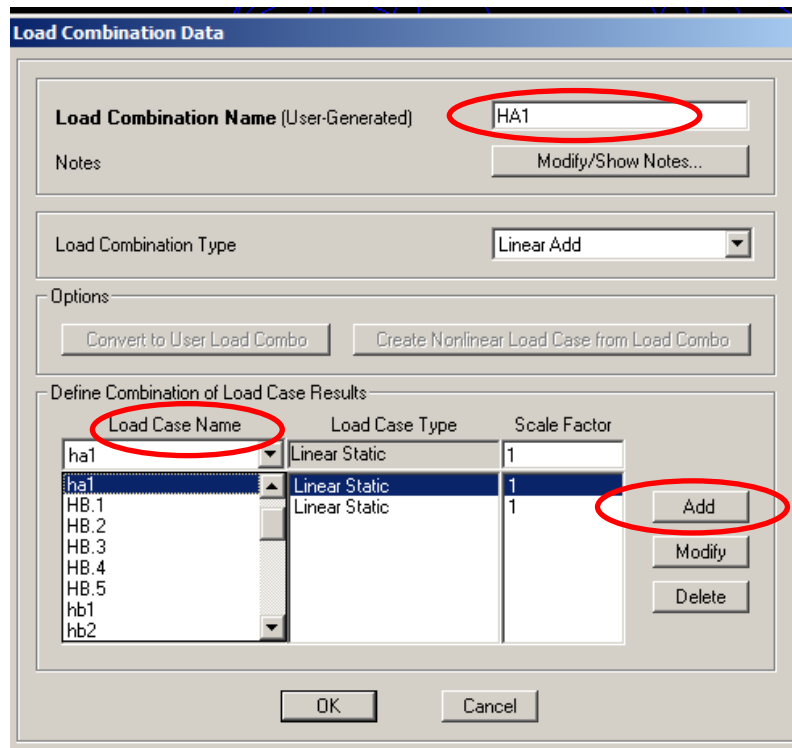 Load Combination Data
Load Combination Name (User-Generated) HA1
Notes Modify/Show Notes...
Load Combination Type Linear Add
Options
Convert to User Load Combo Create Nonlinear Load Case from Load Combo
Define Combination of Load Case Results
Load Case Name Load Case Type Scale Factor
ha1 Linear Static 1
ha1 Linear Static 1
HB.1 Linear Static 1
HB.2
HB.3
HB.4
HB.5
hb1
hb2
Add
Modify
Delete
OK Cancel